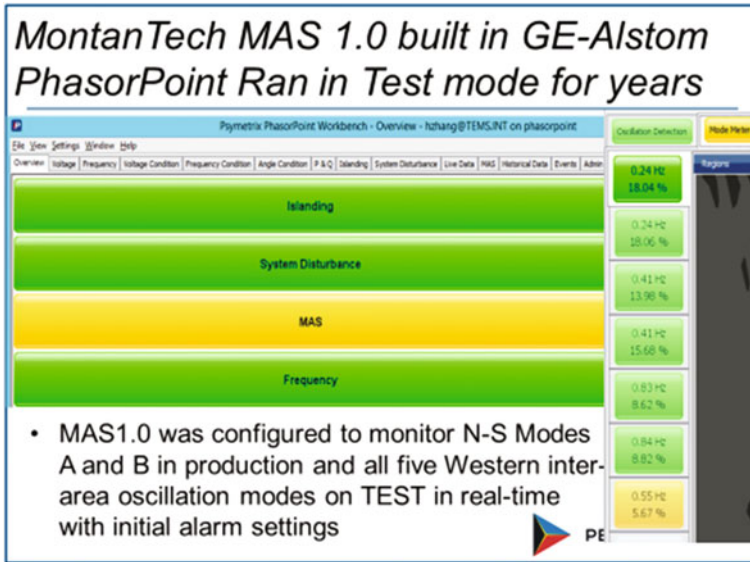 MontanTech MAS 1.0 built in GE-Alstom
PhasorPoint Ran in Test mode for years
Psymetrix PhasorPoint Workbench - Overview - hzhang@TEMS.INT on phasorpoint
File View Settings Window Help
Overview Voltage Frequency Voltage Condition Frequency Condition Angle Condition P & Q Islanding System Disturbance Live Data MAS Historical Data Events Admin
Islanding
System Disturbance
MAS
Frequency
Oscillation Detection
Mode Meter
Regions
0.24 Hz
18.04 %
0.24 Hz
18.06 %
0.41 Hz
13.98 %
0.41 Hz
15.68 %
0.83 Hz
8.62 %
0.84 Hz
8.82 %
0.55 Hz
5.67 %
• MAS1.0 was configured to monitor N-S Modes
A and B in production and all five Western inter-
area oscillation modes on TEST in real-time
with initial alarm settings
PE